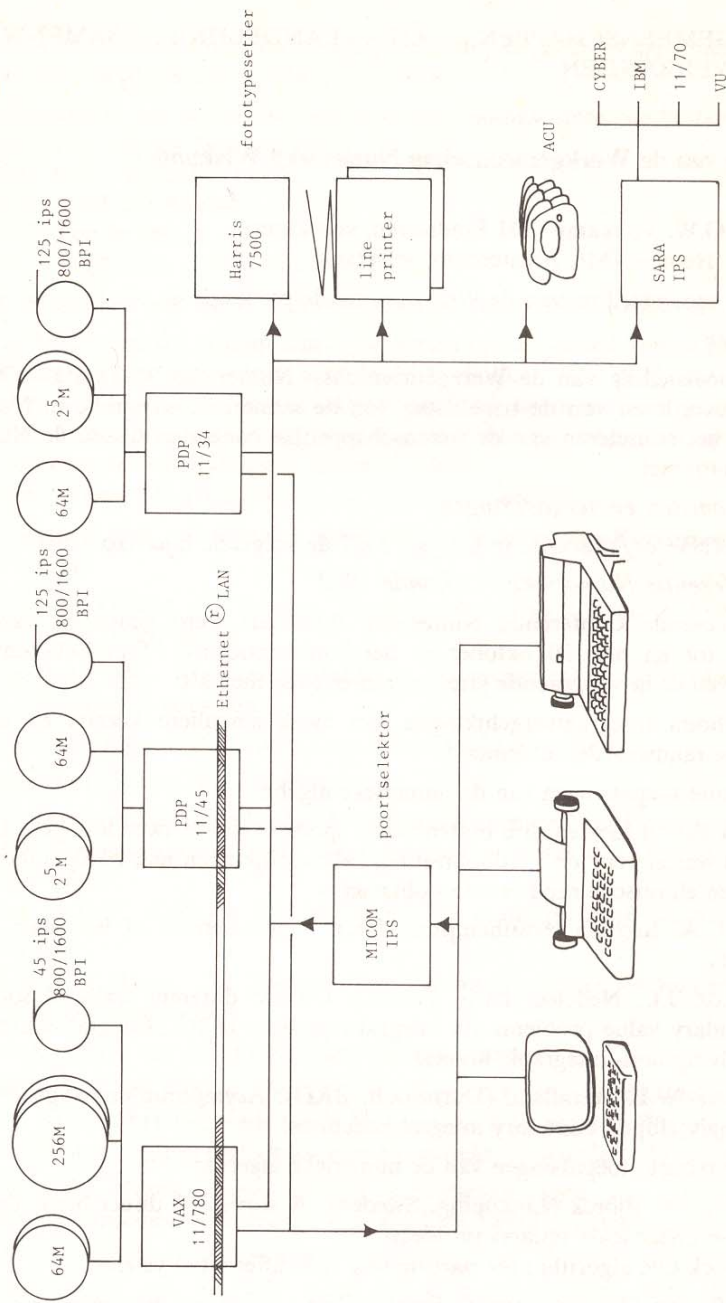 64M
256M
45 ips
800/1600
BPI
VAX
11/780
2⁵M
64M
125 ips
800/1600
BPI
PDP
11/45
Ethernet ⓡ LAN
64M
2⁵M
125 ips
800/1600
BPI
PDP
11/34
MICOM
IPS
poortselektor
Harris
7500
fototypesetter
line
printer
ACU
SARA
IPS
CYBER
IBM
11/70
VU